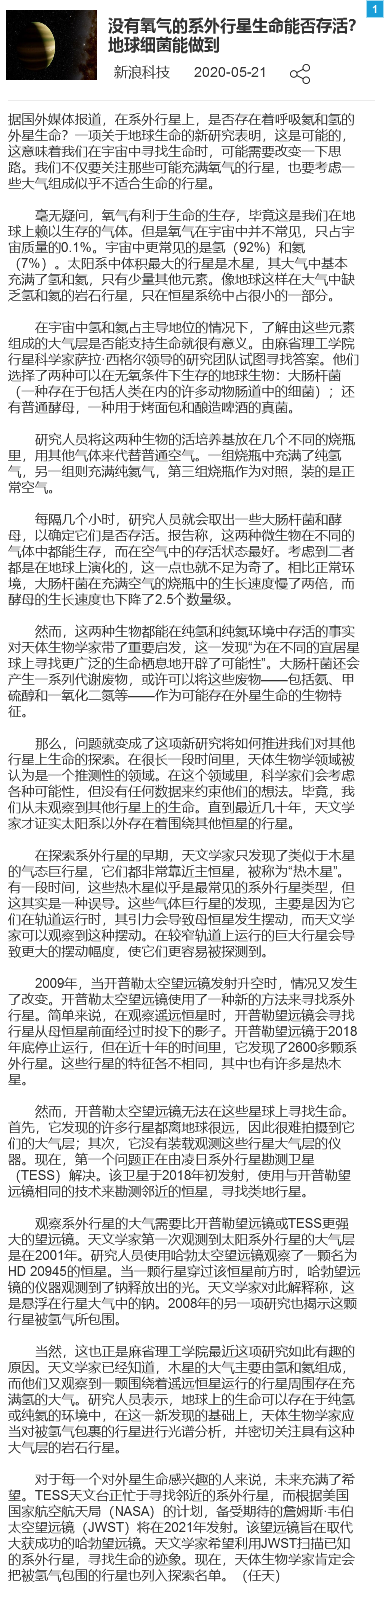 1
没有氧气的系外行星生命能否存活?
地球细菌能做到
新浪科技 2020-05-21
据国外媒体报道，在系外行星上，是否存在着呼吸氦和氢的
外星生命？一项关于地球生命的新研究表明，这是可能的，
这意味着我们在宇宙中寻找生命时，可能需要改变一下思
路。我们不仅要关注那些可能充满氧气的行星，也要考虑一
些大气组成似乎不适合生命的行星。
毫无疑问，氧气有利于生命的生存，毕竟这是我们在地
球上赖以生存的气体。但是氧气在宇宙中并不常见，只占宇
宙质量的0.1%。宇宙中更常见的是氢（92%）和氦
（7%）。太阳系中体积最大的行星是木星，其大气中基本
充满了氢和氦，只有少量其他元素。像地球这样在大气中缺
乏氢和氦的岩石行星，只在恒星系统中占很小的一部分。
在宇宙中氢和氦占主导地位的情况下，了解由这些元素
组成的大气层是否能支持生命就很有意义。由麻省理工学院
行星科学家萨拉·西格尔领导的研究团队试图寻找答案。他们
选择了两种可以在无氧条件下生存的地球生物：大肠杆菌
（一种存在于包括人类在内的许多动物肠道中的细菌）；还
有普通酵母，一种用于烤面包和酿造啤酒的真菌。
研究人员将这两种生物的活培养基放在几个不同的烧瓶
里，用其他气体来代替普通空气。一组烧瓶中充满了纯氢
气，另一组则充满纯氦气，第三组烧瓶作为对照，装的是正
常空气。
每隔几个小时，研究人员就会取出一些大肠杆菌和酵
母，以确定它们是否存活。报告称，这两种微生物在不同的
气体中都能生存，而在空气中的存活状态最好。考虑到二者
都是在地球上演化的，这一点也就不足为奇了。相比正常环
境，大肠杆菌在充满空气的烧瓶中的生长速度慢了两倍，而
酵母的生长速度也下降了2.5个数量级。
然而，这两种生物都能在纯氢和纯氦环境中存活的事实
对天体生物学家带了重要启发，这一发现“为在不同的宜居星
球上寻找更广泛的生命栖息地开辟了可能性”。大肠杆菌还会
产生一系列代谢废物，或许可以将这些废物——包括氨、甲
硫醇和一氧化二氮等——作为可能存在外星生命的生物特
征。
那么，问题就变成了这项新研究将如何推进我们对其他
行星上生命的探索。在很长一段时间里，天体生物学领域被
认为是一个推测性的领域。在这个领域里，科学家们会考虑
各种可能性，但没有任何数据来约束他们的想法。毕竟，我
们从未观察到其他行星上的生命。直到最近几十年，天文学
家才证实太阳系以外存在着围绕其他恒星的行星。
在探索系外行星的早期，天文学家只发现了类似于木星
的气态巨行星，它们都非常靠近主恒星，被称为“热木星”。
有一段时间，这些热木星似乎是最常见的系外行星类型，但
这其实是一种误导。这些气体巨行星的发现，主要是因为它
们在轨道运行时，其引力会导致母恒星发生摆动，而天文学
家可以观察到这种摆动。在较窄轨道上运行的巨大行星会导
致更大的摆动幅度，使它们更容易被探测到。
2009年，当开普勒太空望远镜发射升空时，情况又发生
了改变。开普勒太空望远镜使用了一种新的方法来寻找系外
行星。简单来说，在观察遥远恒星时，开普勒望远镜会寻找
行星从母恒星前面经过时投下的影子。开普勒望远镜于2018
年底停止运行，但在近十年的时间里，它发现了2600多颗系
外行星。这些行星的特征各不相同，其中也有许多是热木
星。
然而，开普勒太空望远镜无法在这些星球上寻找生命。
首先，它发现的许多行星都离地球很远，因此很难拍摄到它
们的大气层；其次，它没有装载观测这些行星大气层的仪
器。现在，第一个问题正在由凌日系外行星勘测卫星
（TESS）解决。该卫星于2018年初发射，使用与开普勒望
远镜相同的技术来勘测邻近的恒星，寻找类地行星。
观察系外行星的大气需要比开普勒望远镜或TESS更强
大的望远镜。天文学家第一次观测到太阳系外行星的大气层
是在2001年。研究人员使用哈勃太空望远镜观察了一颗名为
HD 20945的恒星。当一颗行星穿过该恒星前方时，哈勃望远
镜的仪器观测到了钠释放出的光。天文学家对此解释称，这
是悬浮在行星大气中的钠。2008年的另一项研究也揭示这颗
行星被氢气所包围。
当然，这也正是麻省理工学院最近这项研究如此有趣的
原因。天文学家已经知道，木星的大气主要由氢和氦组成，
而他们又观察到一颗围绕着遥远恒星运行的行星周围存在充
满氢的大气。研究人员表示，地球上的生命可以存在于纯氢
或纯氦的环境中，在这一新发现的基础上，天体生物学家应
当对被氢气包裹的行星进行光谱分析，并密切关注具有这种
大气层的岩石行星。
对于每一个对外星生命感兴趣的人来说，未来充满了希
望。TESS天文台正忙于寻找邻近的系外行星，而根据美国
国家航空航天局（NASA）的计划，备受期待的詹姆斯·韦伯
太空望远镜（JWST）将在2021年发射。该望远镜旨在取代
大获成功的哈勃望远镜。天文学家希望利用JWST扫描已知
的系外行星，寻找生命的迹象。现在，天体生物学家肯定会
把被氢气包围的行星也列入探索名单。（任天）